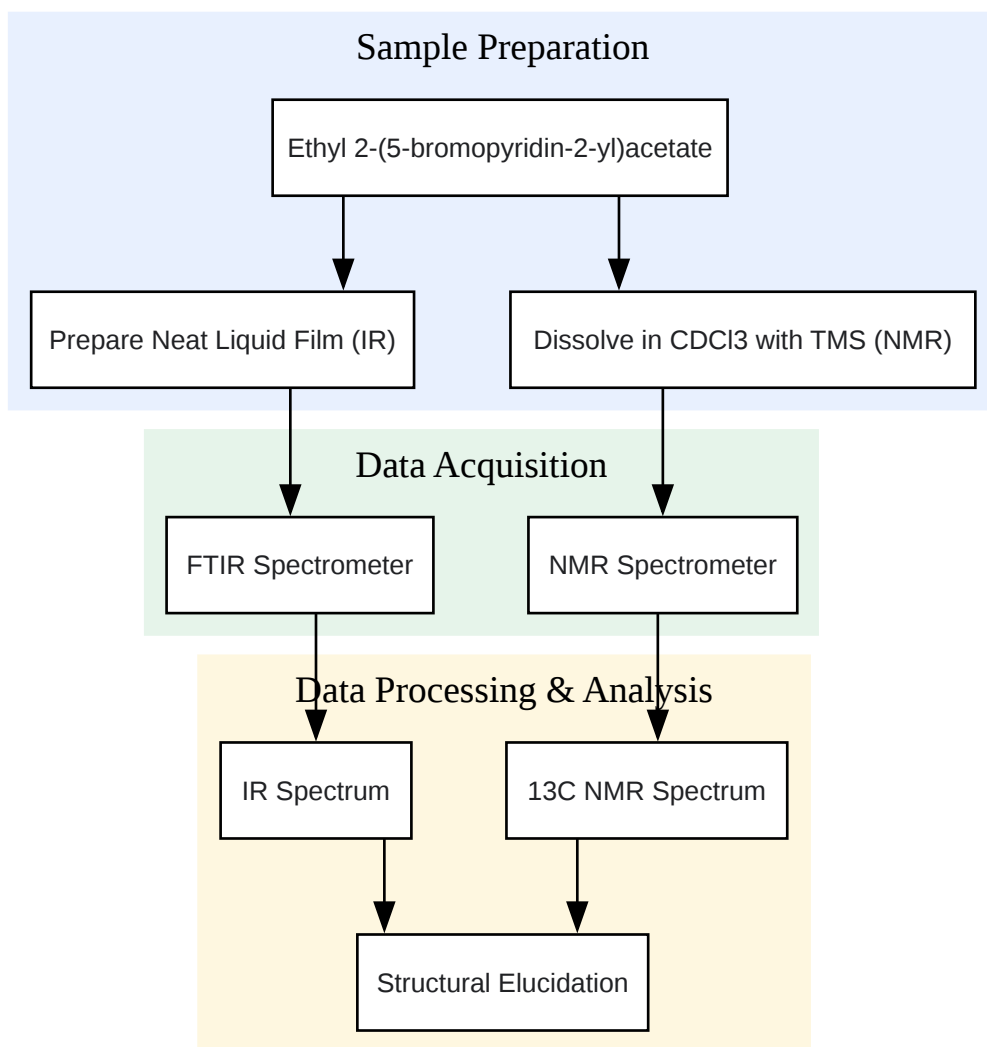 Sample Preparation
Ethyl 2-(5-bromopyridin-2-yl)acetate
Prepare Neat Liquid Film (IR)
Dissolve in CDCl3 with TMS (NMR)
Data Acquisition
FTIR Spectrometer
NMR Spectrometer
Data Processing & Analysis
IR Spectrum
13C NMR Spectrum
Structural Elucidation